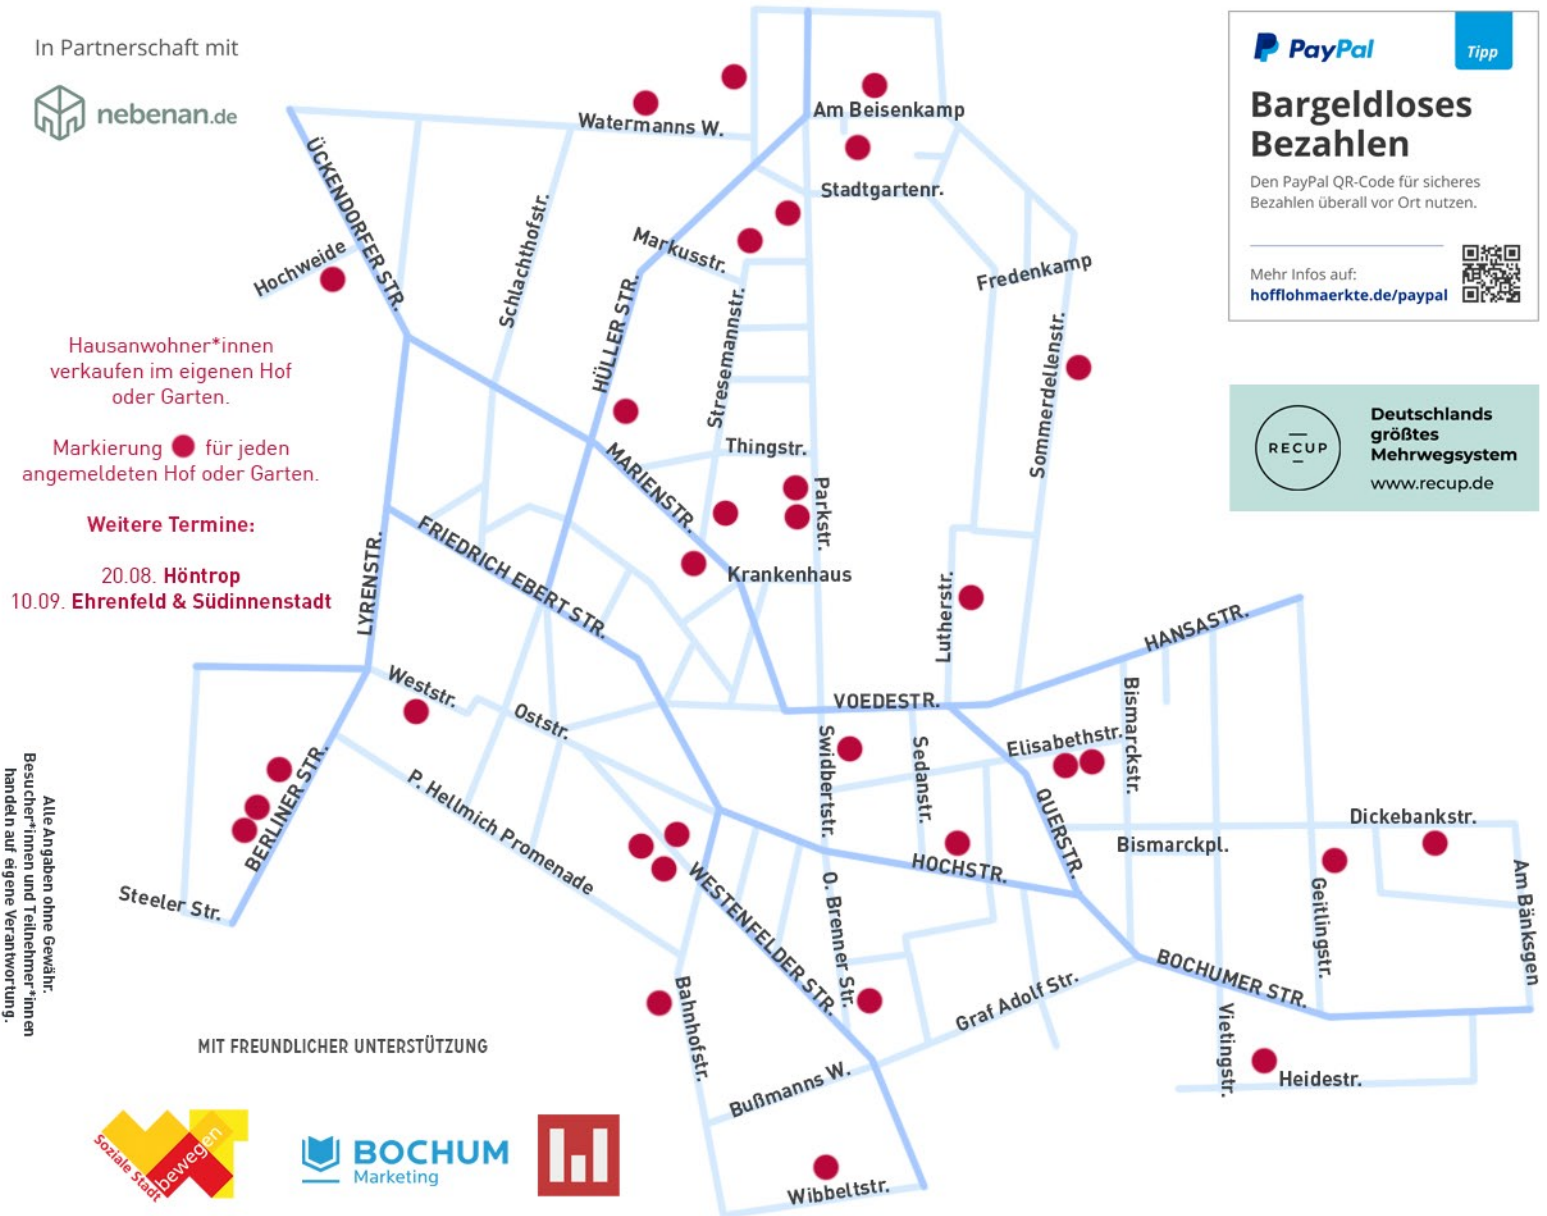 In Partnerschaft mit
nebenan.de
PayPal
Tipp
Bargeldloses
Bezahlen
Den PayPal QR-Code für sicheres
Bezahlen überall vor Ort nutzen.
Mehr Infos auf:
hofflohmaerkte.de/paypal
RECUP
Deutschlands
größtes
Mehrwegsystem
www.recup.de
Hausanwohner*innen
verkaufen im eigenen Hof
oder Garten.
Markierung für jeden
angemeldeten Hof oder Garten.
Weitere Termine:
20.08. Höntrop
10.09. Ehrenfeld & Südinnenstadt
Watermanns W.
Am Beisenkamp
Stadtgartenr.
ÜCKENDORFER STR.
Hochweide
Schlachthofstr.
Markusstr.
HÜLLER STR.
Stresemannstr.
Fredenkamp
Sommerdellenstr.
Thingstr.
MARIENSTR.
Parkstr.
Krankenhaus
FRIEDRICH EBERT STR.
LYRENSTR.
Lutherstr.
HANSASTR.
Weststr.
Oststr.
VOEDESTR.
Swidbertstr.
Sedanstr.
Elisabethstr.
Bismarckstr.
BERLINER STR.
P. Hellmich Promenade
QUERSTR.
Dickebankstr.
Bismarckpl.
HOCHSTR.
Steeler Str.
WESTENFELDER STR.
O. Brenner Str.
Geitlingstr.
Am Bänksgen
BOCHUMER STR.
Graf Adolf Str.
Bahnhofstr.
Vietingstr.
Heidestr.
Bußmanns W.
Wibbeltstr.
Alle Angaben ohne Gewähr.
Besucher*innen und Teilnehmer*innen
handeln auf eigene Verantwortung.
MIT FREUNDLICHER UNTERSTÜTZUNG
Soziale Stadt
bewegen
BOCHUM
Marketing